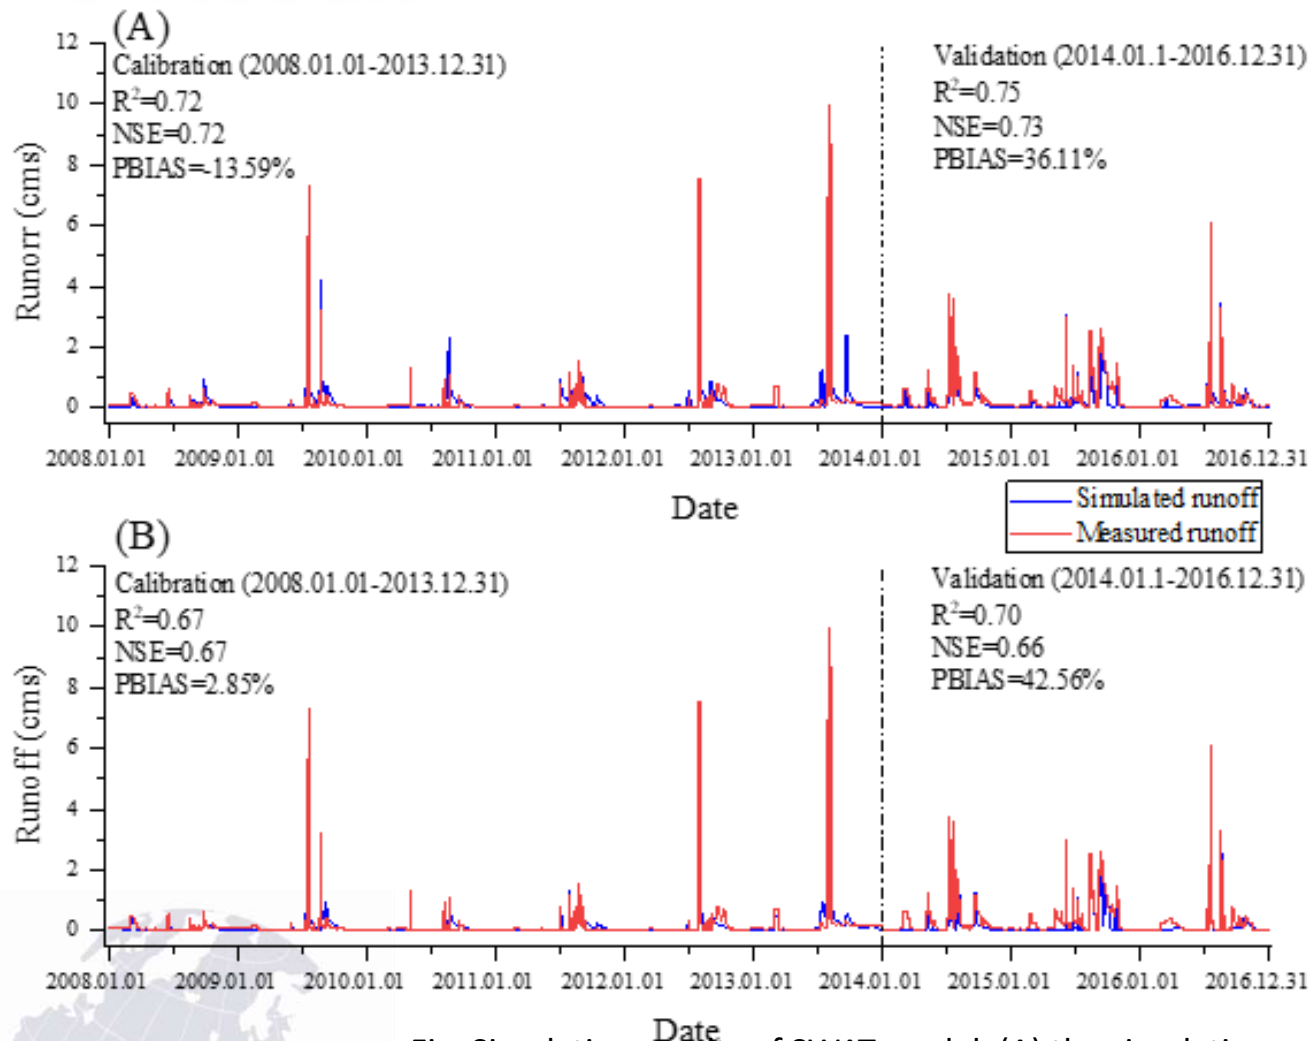 (A)
Calibration (2008.01.01-2013.12.31)
R²=0.72
NSE=0.72
PBIAS=-13.59%
Validation (2014.01.1-2016.12.31)
R²=0.75
NSE=0.73
PBIAS=36.11%
Runorr (cms)
12
10
8
6
4
2
0
2008.01.01 2009.01.01 2010.01.01 2011.01.01 2012.01.01 2013.01.01 2014.01.01 2015.01.01 2016.01.01 2016.12.31
Date
Simulated runoff
Measured runoff
(B)
Calibration (2008.01.01-2013.12.31)
R²=0.67
NSE=0.67
PBIAS=2.85%
Validation (2014.01.1-2016.12.31)
R²=0.70
NSE=0.66
PBIAS=42.56%
Runoff (cms)
12
10
8
6
4
2
0
2008.01.01 2009.01.01 2010.01.01 2011.01.01 2012.01.01 2013.01.01 2014.01.01 2015.01.01 2016.01.01 2016.12.31
Date